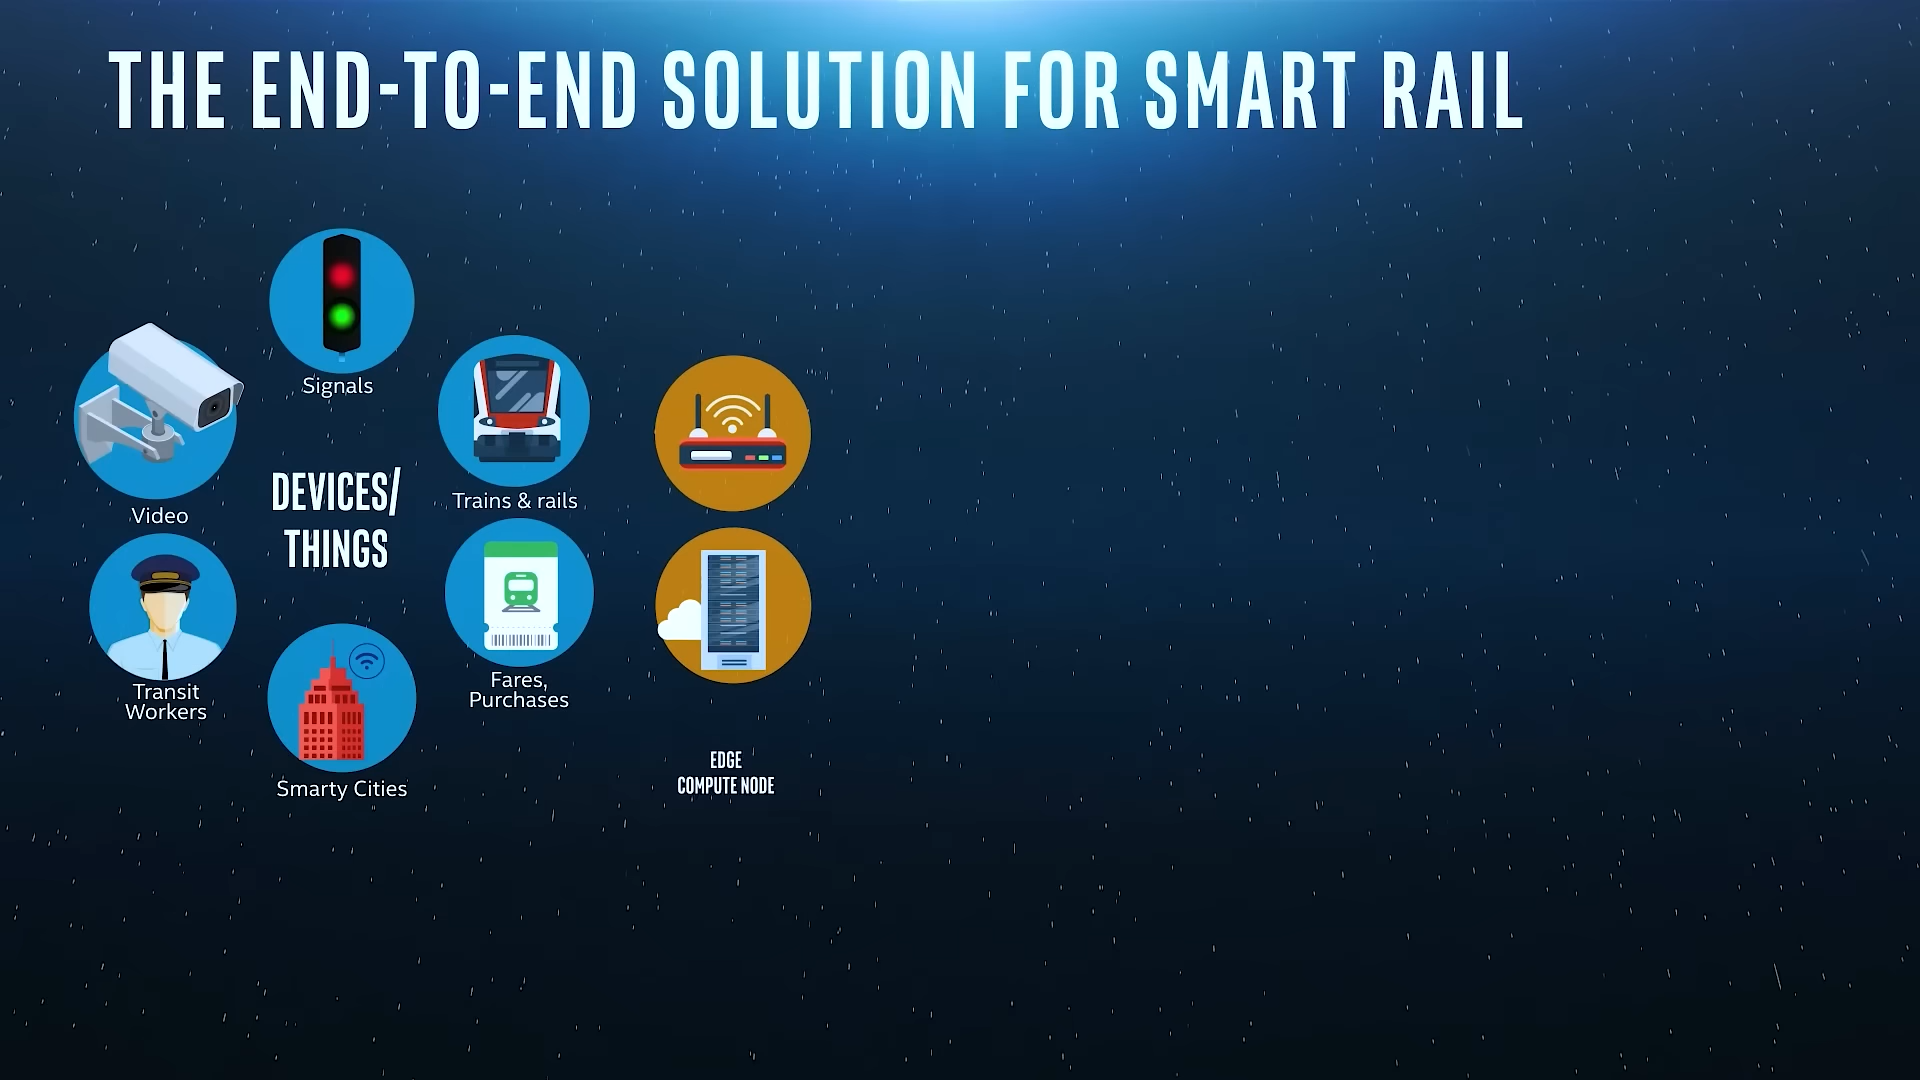 THE END-TO-END SOLUTION FOR SMART RAIL
Signals
Video
DEVICES/
THINGS
Trains & rails
Transit
Workers
Fares,
Purchases
Smarty Cities
EDGE
COMPUTE NODE